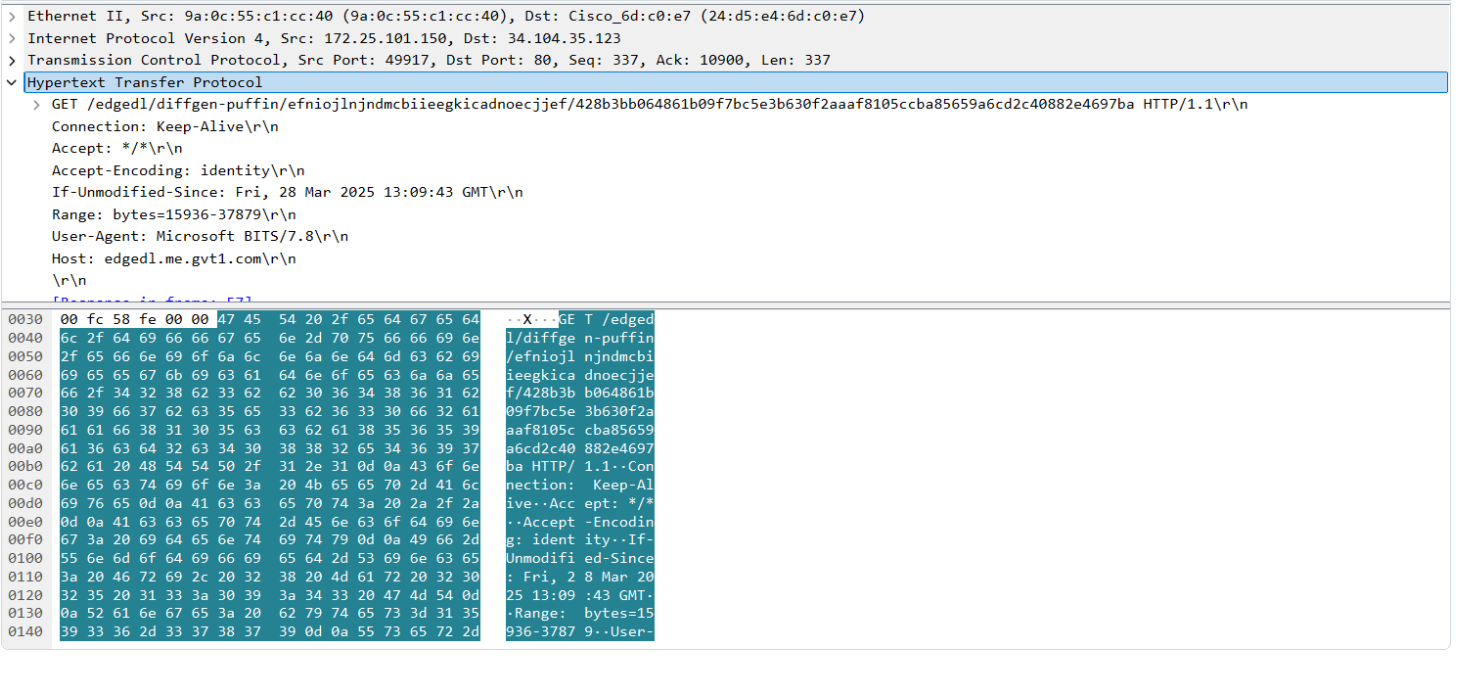 Ethernet II, Src: 9a:0c:55:c1:cc:40 (9a:0c:55:c1:cc:40), Dst: Cisco_6d:c0:e7 (24:d5:e4:6d:c0:e7)
Internet Protocol Version 4, Src: 172.25.101.150, Dst: 34.104.35.123
Transmission Control Protocol, Src Port: 49917, Dst Port: 80, Seq: 337, Ack: 10900, Len: 337
Hypertext Transfer Protocol
GET /edgedl/diffgen-puffin/efniojlnjndmcbiieegkicadnoecjjef/428b3bb064861b09f7bc5e3b630f2aaaf8105ccba85659a6cd2c40882e4697ba HTTP/1.1\r\n
Connection: Keep-Alive\r\n
Accept: */*\r\n
Accept-Encoding: identity\r\n
If-Unmodified-Since: Fri, 28 Mar 2025 13:09:43 GMT\r\n
Range: bytes=15936-37879\r\n
User-Agent: Microsoft BITS/7.8\r\n
Host: edgedl.me.gvt1.com\r\n
\r\n
[Response in frame: 57]
0030 00 fc 58 fe 00 00 47 45 54 20 2f 65 64 67 65 64 ··X···GE T /edged
0040 6c 2f 64 69 66 66 67 65 6e 2d 70 75 66 66 69 6e l/diffge n-puffin
0050 2f 65 66 6e 69 6f 6a 6c 6e 6a 6e 64 6d 63 62 69 /efniojl njndmcbi
0060 69 65 65 67 6b 69 63 61 64 6e 6f 65 63 6a 6a 65 ieegkica dnoecjje
0070 66 2f 34 32 38 62 33 62 62 30 36 34 38 36 31 62 f/428b3b b064861b
0080 30 39 66 37 62 63 35 65 33 62 36 33 30 66 32 61 09f7bc5e 3b630f2a
0090 61 61 66 38 31 30 35 63 63 62 61 38 35 36 35 39 aaf8105c cba85659
00a0 61 36 63 64 32 63 34 30 38 38 32 65 34 36 39 37 a6cd2c40 882e4697
00b0 62 61 20 48 54 54 50 2f 31 2e 31 0d 0a 43 6f 6e ba HTTP/ 1.1··Con
00c0 6e 65 63 74 69 6f 6e 3a 20 4b 65 65 70 2d 41 6c nection: Keep-Al
00d0 69 76 65 0d 0a 41 63 63 65 70 74 3a 20 2a 2f 2a ive··Acc ept: */*
00e0 0d 0a 41 63 63 65 70 74 2d 45 6e 63 6f 64 69 6e ··Accept -Encodin
00f0 67 3a 20 69 64 65 6e 74 69 74 79 0d 0a 49 66 2d g: ident ity··If-
0100 55 6e 6d 6f 64 69 66 69 65 64 2d 53 69 6e 63 65 Unmodifi ed-Since
0110 3a 20 46 72 69 2c 20 32 38 20 4d 61 72 20 32 30 : Fri, 2 8 Mar 20
0120 32 35 20 31 33 3a 30 39 3a 34 33 20 47 4d 54 0d 25 13:09 :43 GMT·
0130 0a 52 61 6e 67 65 3a 20 62 79 74 65 73 3d 31 35 ·Range: bytes=15
0140 39 33 36 2d 33 37 38 37 39 0d 0a 55 73 65 72 2d 936-3787 9··User-